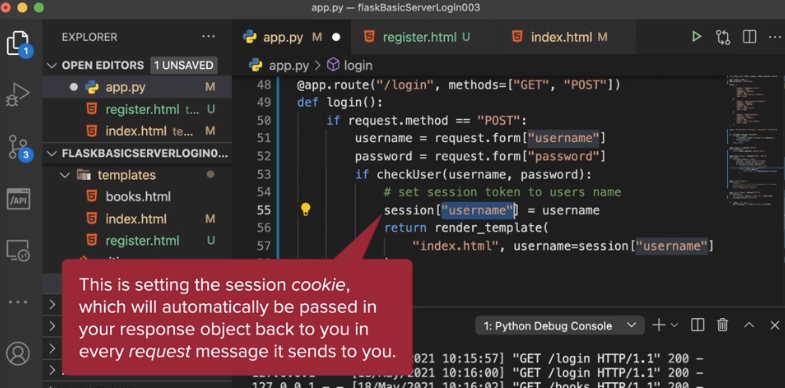 app.py — flaskBasicServerLogin003
EXPLORER
app.py M
register.html U
index.html M
OPEN EDITORS 1 UNSAVED
app.py M
register.html t... U
index.html te... M
FLASKBASICSERVERLOGIN0...
templates
books.html
index.html M
register.html U
1
3
/API
app.py > login
48 @app.route("/login", methods=["GET", "POST"])
49 def login():
50 if request.method == "POST":
51 username = request.form["username"]
52 password = request.form["password"]
53 if checkUser(username, password):
54 # set session token to users name
55 session["username"] = username
56 return render_template(
57 "index.html", username=session["username"]
This is setting the session cookie,
which will automatically be passed in
your response object back to you in
every request message it sends to you.
1: Python Debug Console
2021 10:15:57] "GET /login HTTP/1.1" 200 –
2021 10:16:00] "GET /login HTTP/1.1" 200 –
127.0.0.1 – – [18/May/2021 10:16:02] "GET /books HTTP/1.1" 200 –